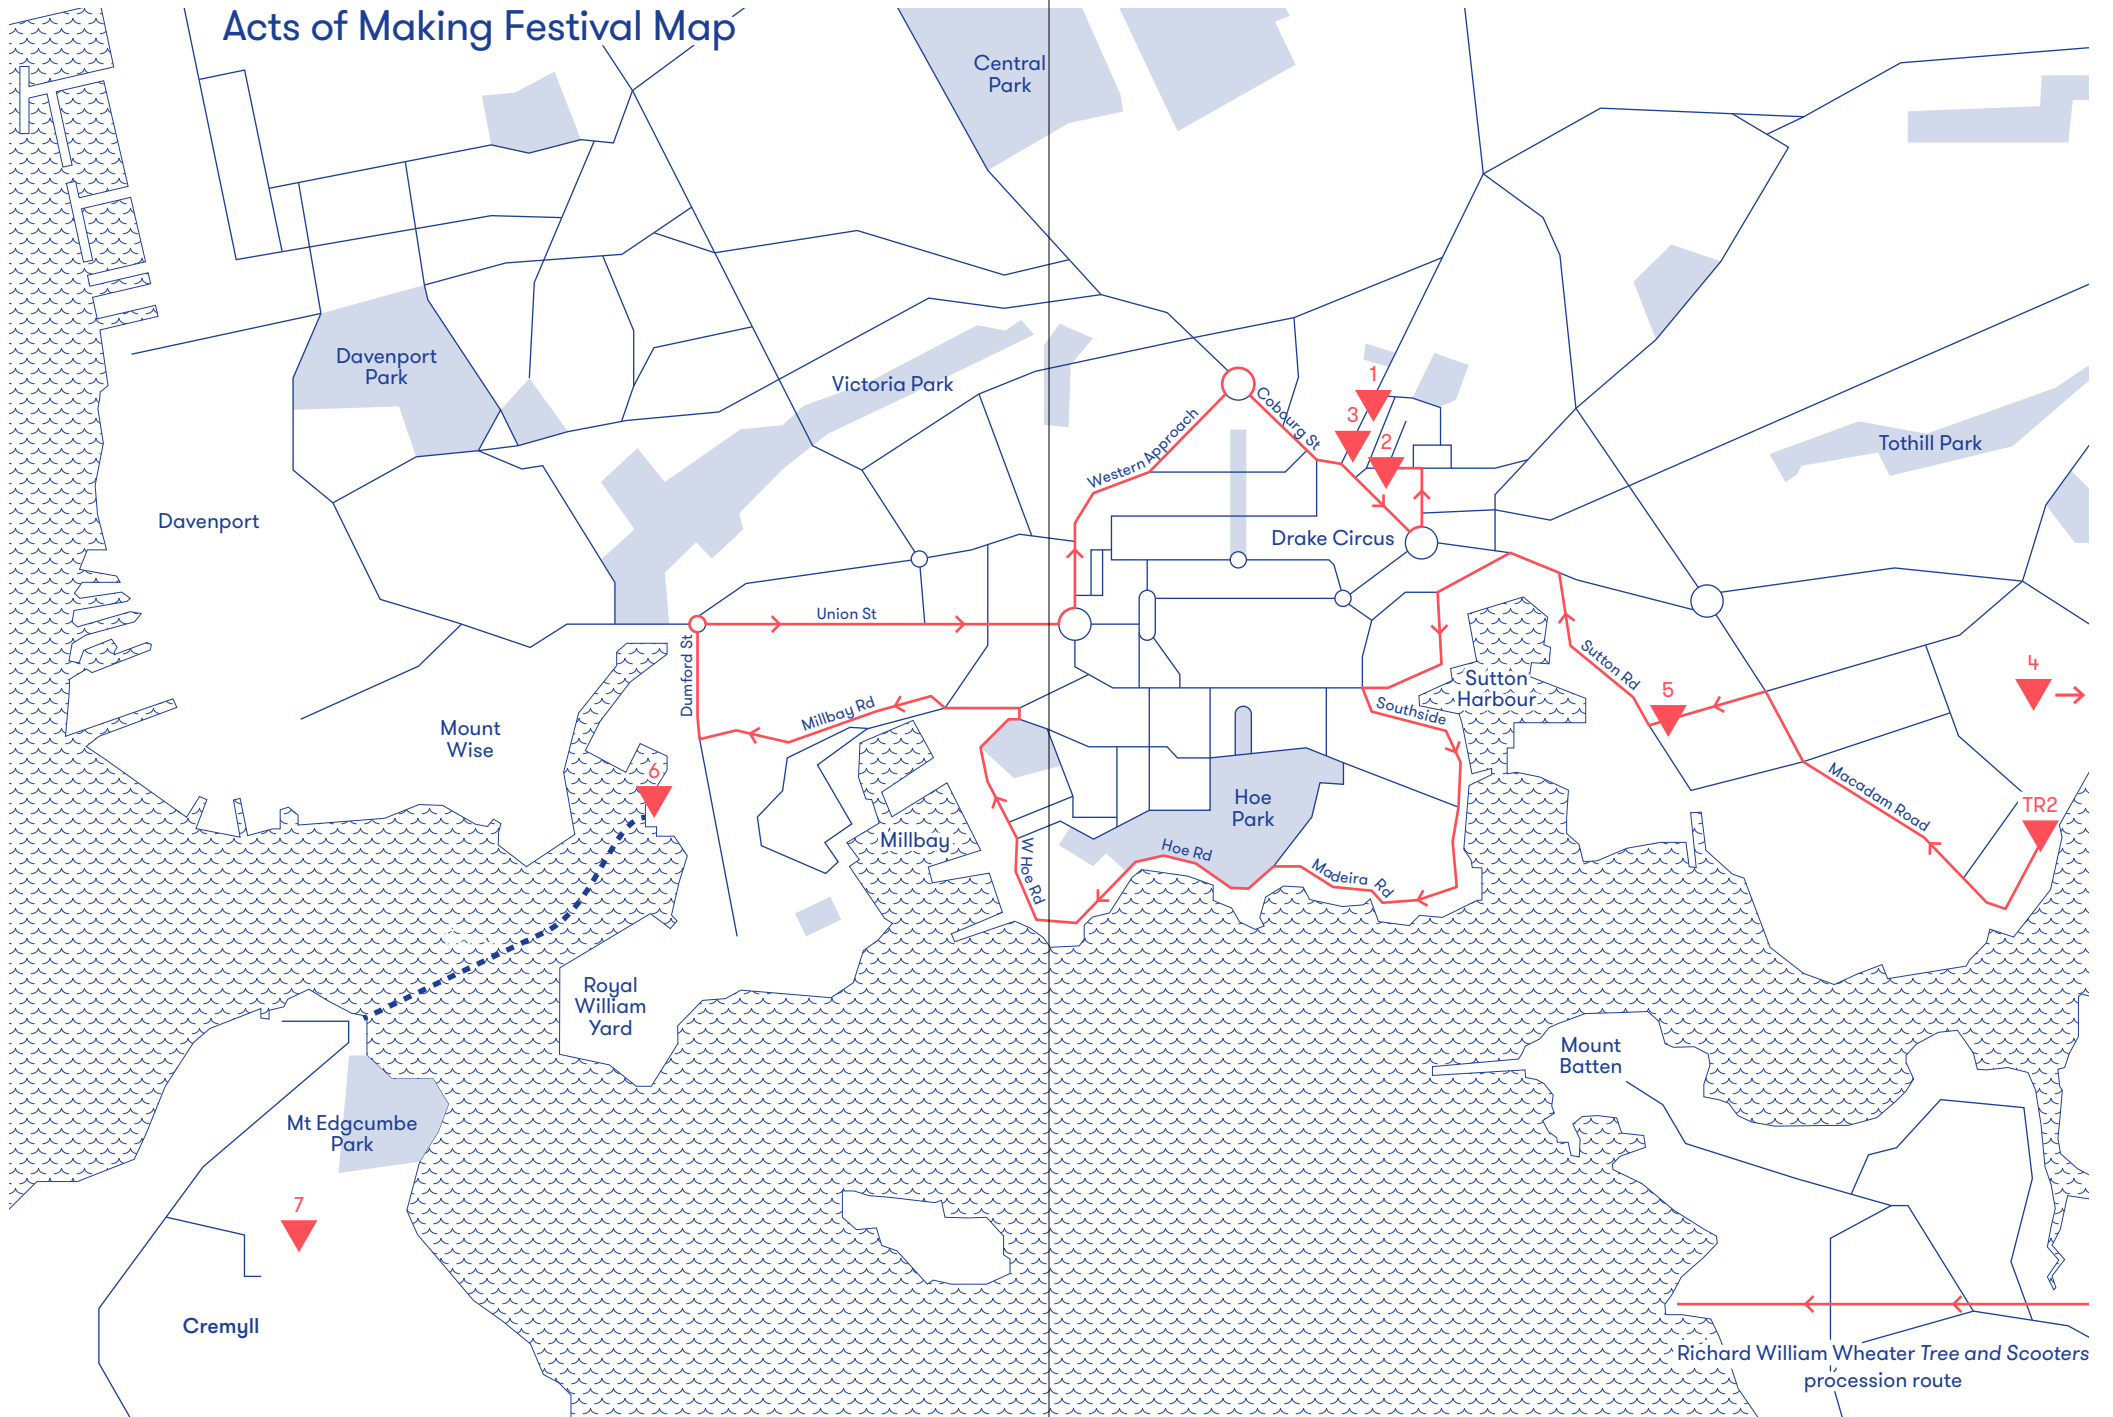 Acts of Making Festival Map
Central
Park
Davenport
Park
Victoria Park
1
3
2
Cobourg St
Western Approach
Tothill Park
Davenport
Drake Circus
Union St
Durnford St
Sutton Rd
4
5
Sutton
Harbour
Southside
Millbay Rd
Mount
Wise
6
Macadam Road
TR2
Hoe
Park
Millbay
Hoe Rd
W Hoe Rd
Madeira Rd
Royal
William
Yard
Mount
Batten
Mt Edgcumbe
Park
7
Cremyll
Richard William Wheater Tree and Scooters
procession route